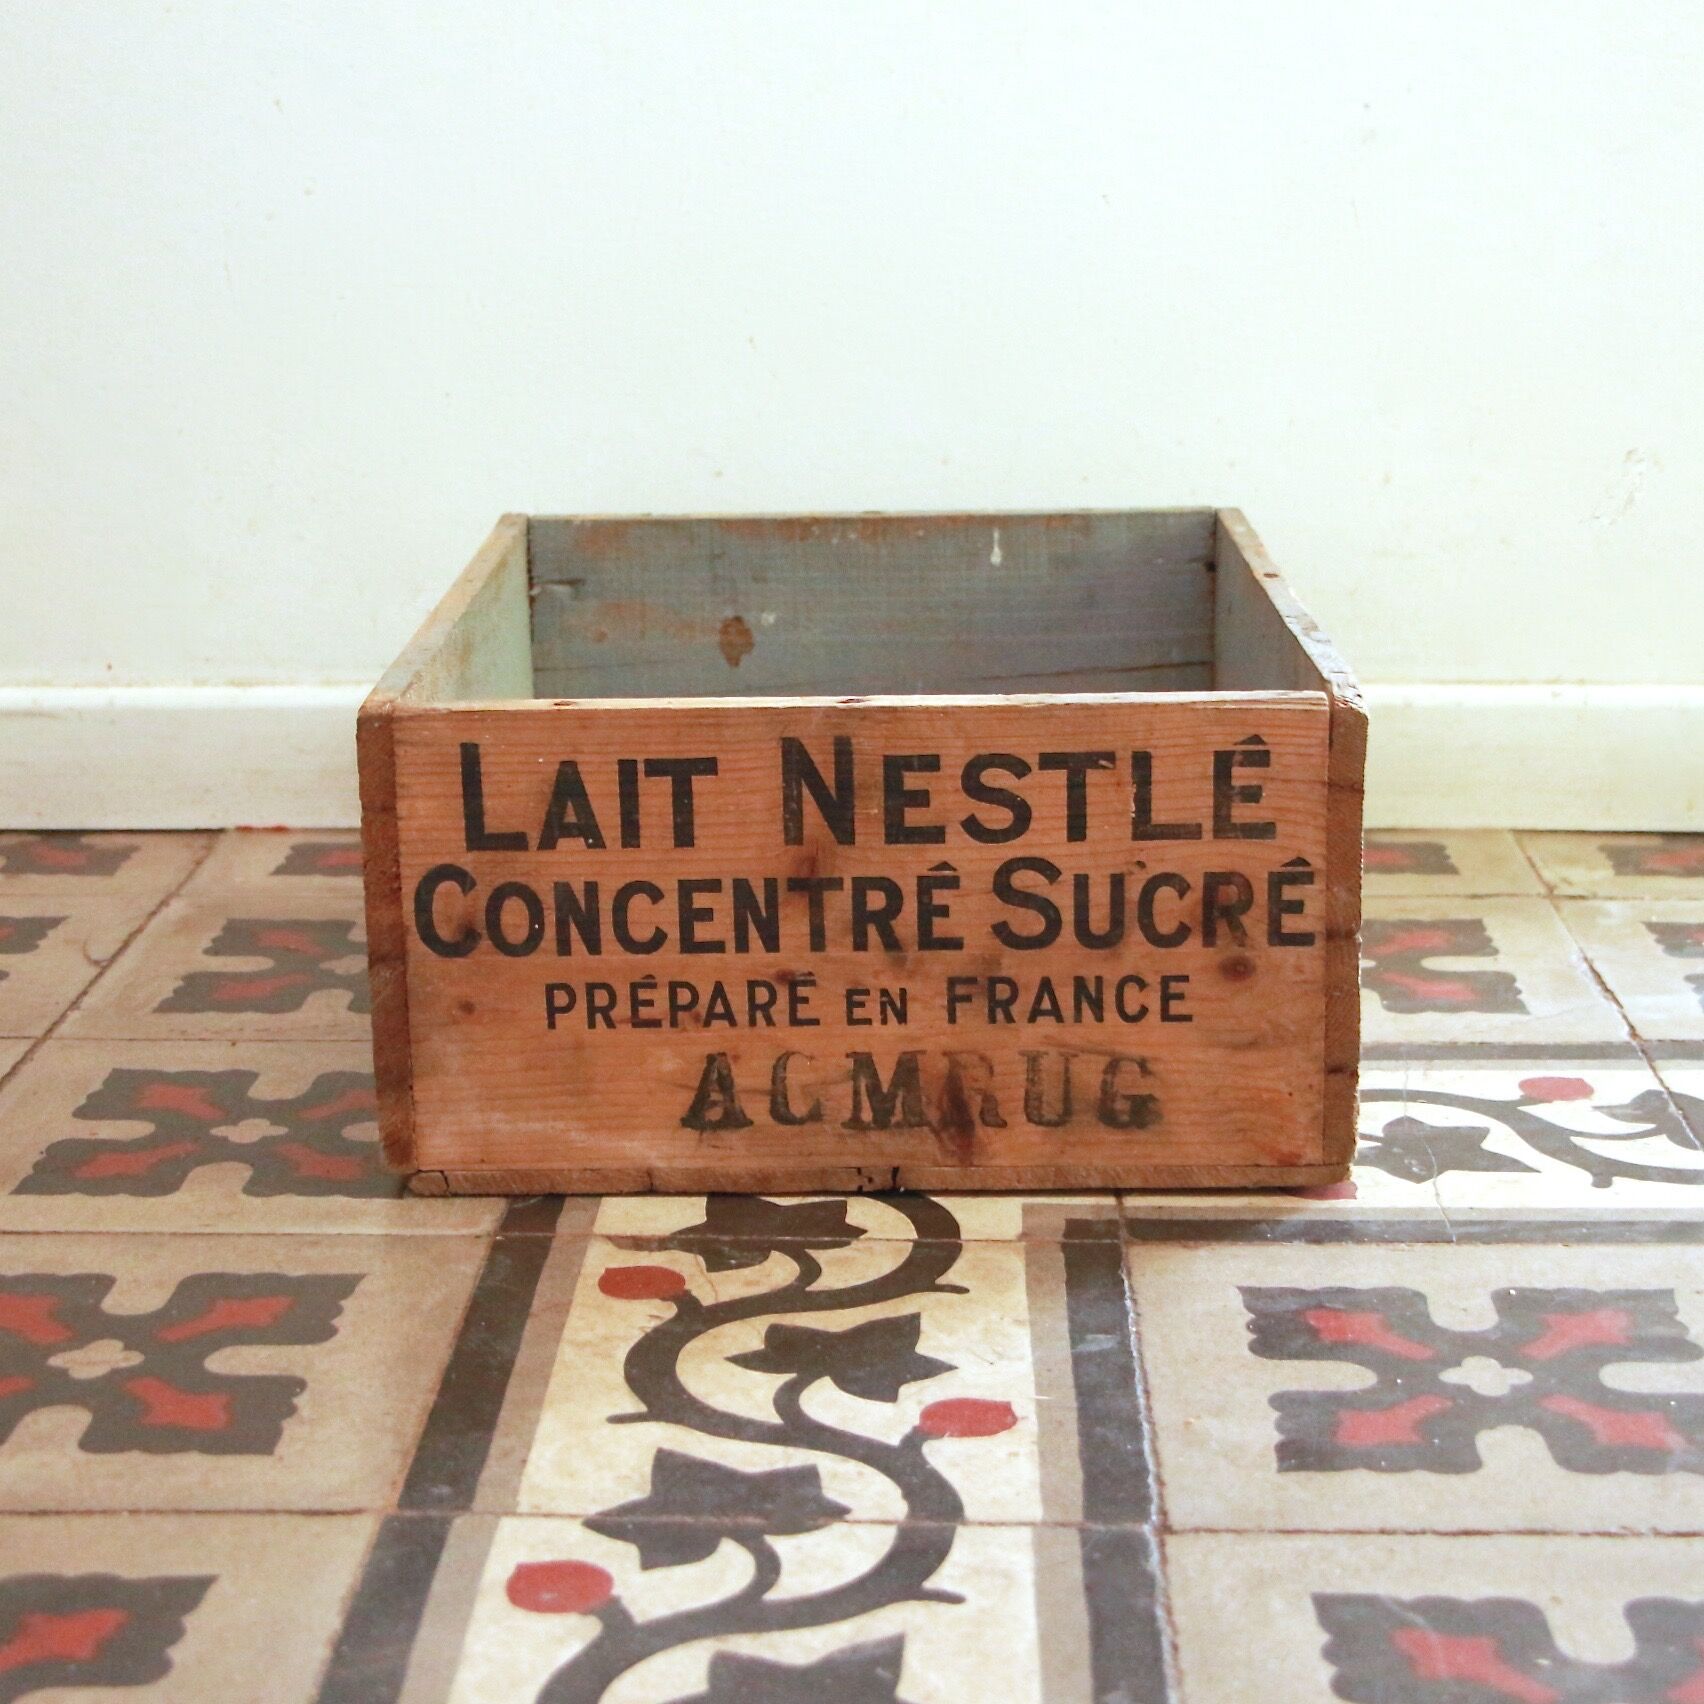 LAIT NESTLÉ
CONCENTRÉ SUCRÉ
PRÉPARÉ EN FRANCE
ACMRUG